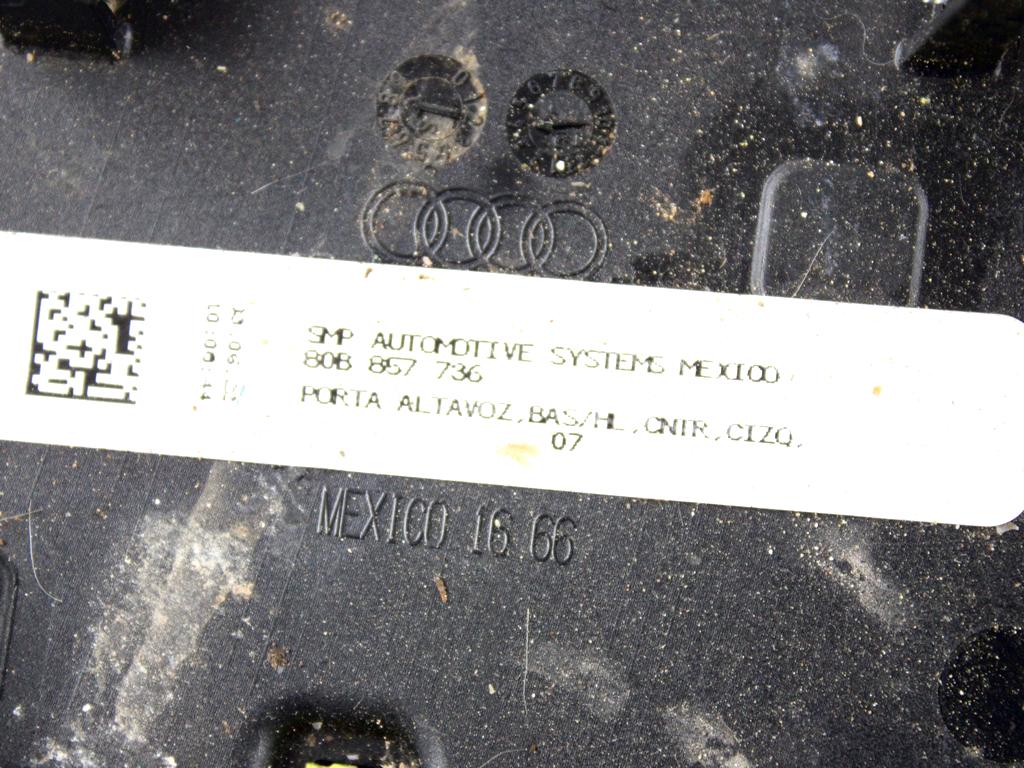 SMP AUTOMOTIVE SYSTEMS MEXICO
80B 857 736
PORTA ALTAVOZ,BAS/HL,CNTR,CIZQ,
07
MEXICO 16 66